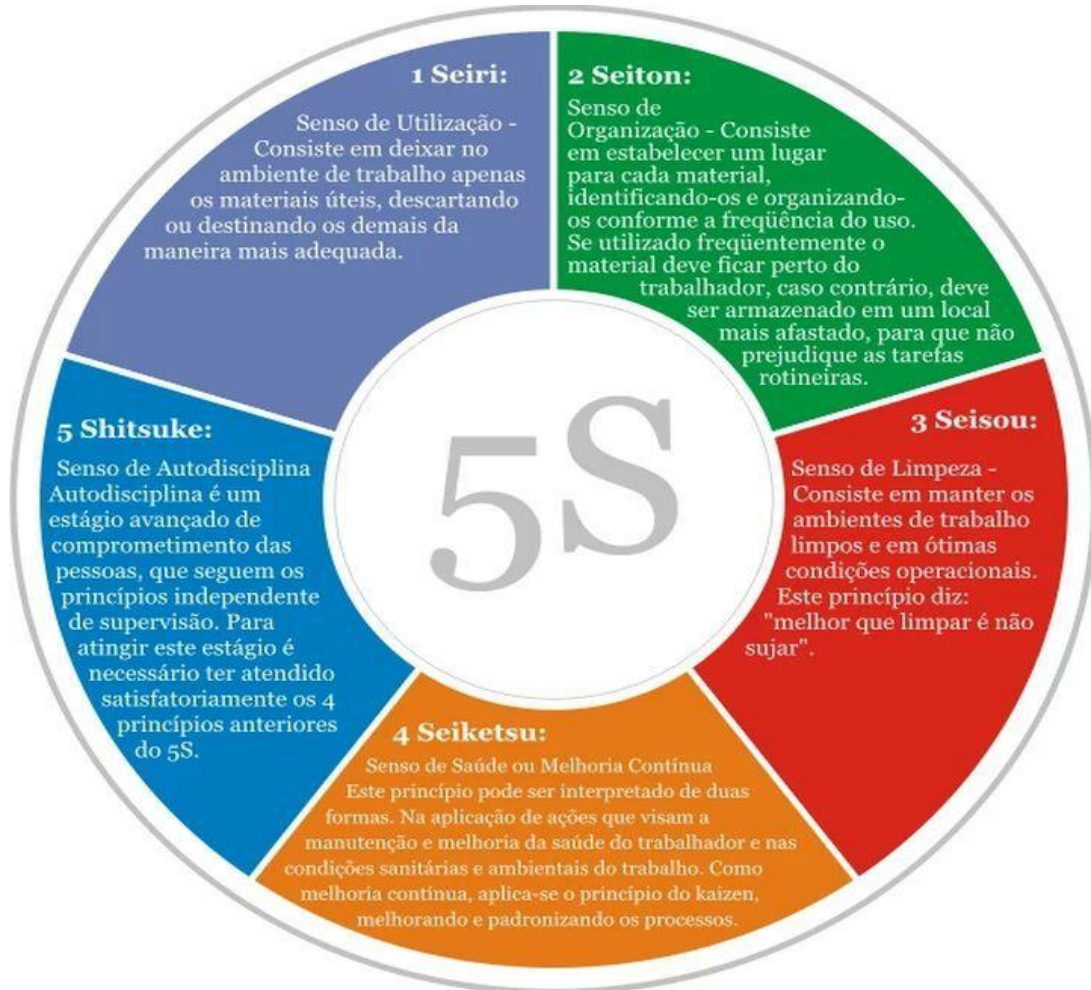 1 Seiri:
Senso de Utilização -
Consiste em deixar no
ambiente de trabalho apenas
os materiais úteis, descartando
ou destinando os demais da
maneira mais adequada.
2 Seiton:
Senso de
Organização - Consiste
em estabelecer um lugar
para cada material,
identificando-os e organizando-
os conforme a freqüência do uso.
Se utilizado freqüentemente o
material deve ficar perto do
trabalhador, caso contrário, deve
ser armazenado em um local
mais afastado, para que não
prejudique as tarefas
rotineiras.
3 Seisou:
Senso de Limpeza -
Consiste em manter os
ambientes de trabalho
limpos e em ótimas
condições operacionais.
Este princípio diz:
"melhor que limpar é não
sujar".
4 Seiketsu:
Senso de Saúde ou Melhoria Contínua
Este princípio pode ser interpretado de duas
formas. Na aplicação de ações que visam a
manutenção e melhoria da saúde do trabalhador e nas
condições sanitárias e ambientais do trabalho. Como
melhoria contínua, aplica-se o princípio do kaizen,
melhorando e padronizando os processos.
5 Shitsuke:
Senso de Autodisciplina
Autodisciplina é um
estágio avançado de
comprometimento das
pessoas, que seguem os
princípios independente
de supervisão. Para
atingir este estágio é
necessário ter atendido
satisfatoriamente os 4
princípios anteriores
do 5S.
5S